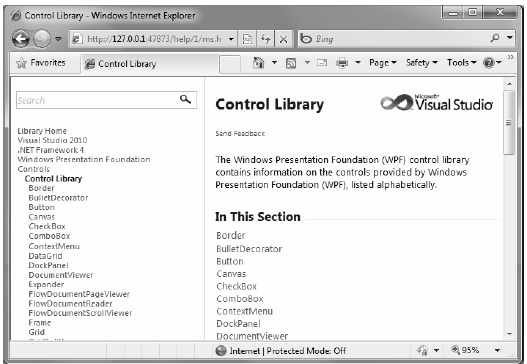 Control Library - Windows Internet Explorer
http://127.0.0.1:47873/help/1/ms.h
Bing
Favorites
Control Library
Page
Safety
Tools
Search
Library Home
Visual Studio 2010
.NET Framework 4
Windows Presentation Foundation
Controls
Control Library
Border
BulletDecorator
Button
Canvas
CheckBox
ComboBox
ContextMenu
DataGrid
DockPanel
DocumentViewer
Expander
FlowDocumentPageViewer
FlowDocumentReader
FlowDocumentScrollViewer
Frame
Grid
Control Library
Microsoft
Visual Studio
Send Feedback
The Windows Presentation Foundation (WPF) control library
contains information on the controls provided by Windows
Presentation Foundation (WPF), listed alphabetically.
In This Section
Border
BulletDecorator
Button
Canvas
CheckBox
ComboBox
ContextMenu
DockPanel
DocumentViewer
Internet | Protected Mode: Off
95%